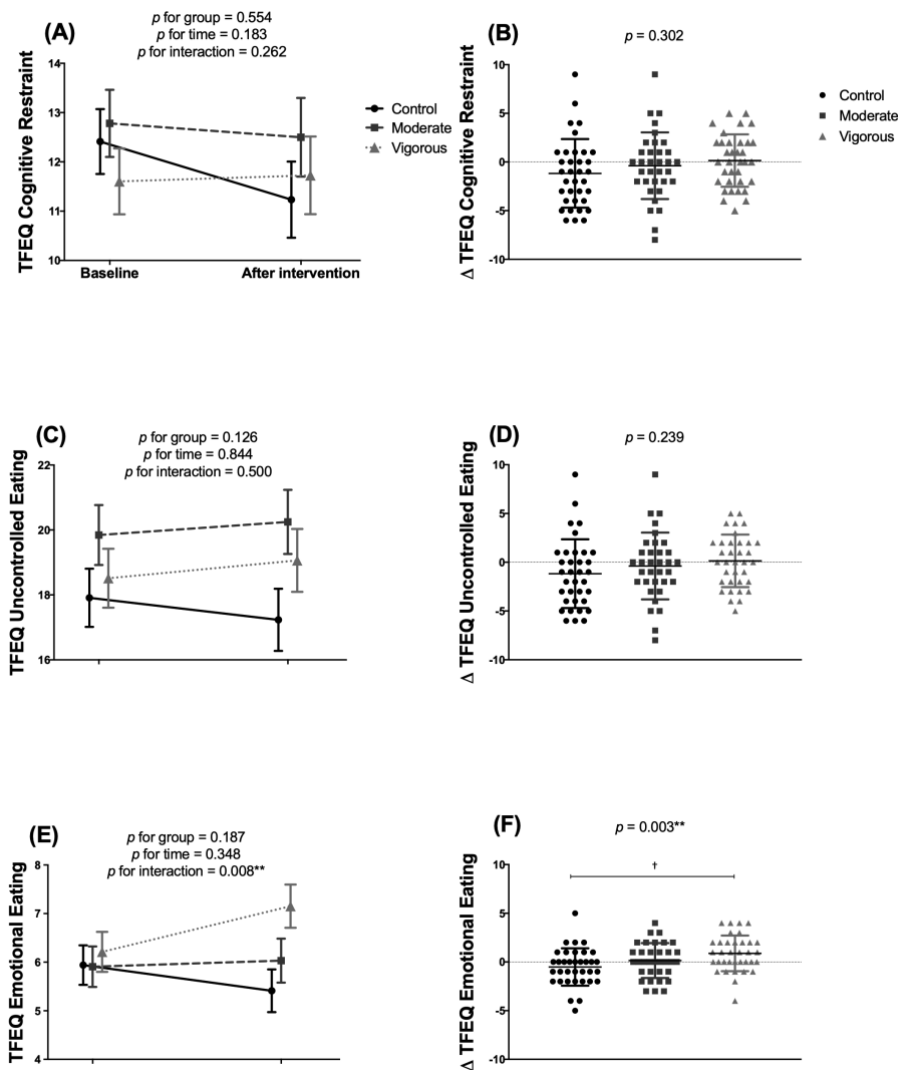 (A)
p for group = 0.554
p for time = 0.183
p for interaction = 0.262
TFEQ Cognitive Restraint
14
13
12
11
10
Baseline
After intervention
Control
Moderate
Vigorous
(B)
p = 0.302
Δ TFEQ Cognitive Restraint
10
5
0
-5
-10
Control
Moderate
Vigorous
(C)
p for group = 0.126
p for time = 0.844
p for interaction = 0.500
TFEQ Uncontrolled Eating
22
20
18
16
(D)
p = 0.239
Δ TFEQ Uncontrolled Eating
10
5
0
-5
-10
(E)
p for group = 0.187
p for time = 0.348
p for interaction = 0.008**
TFEQ Emotional Eating
8
7
6
5
4
(F)
p = 0.003**
†
Δ TFEQ Emotional Eating
10
5
0
-5
-10